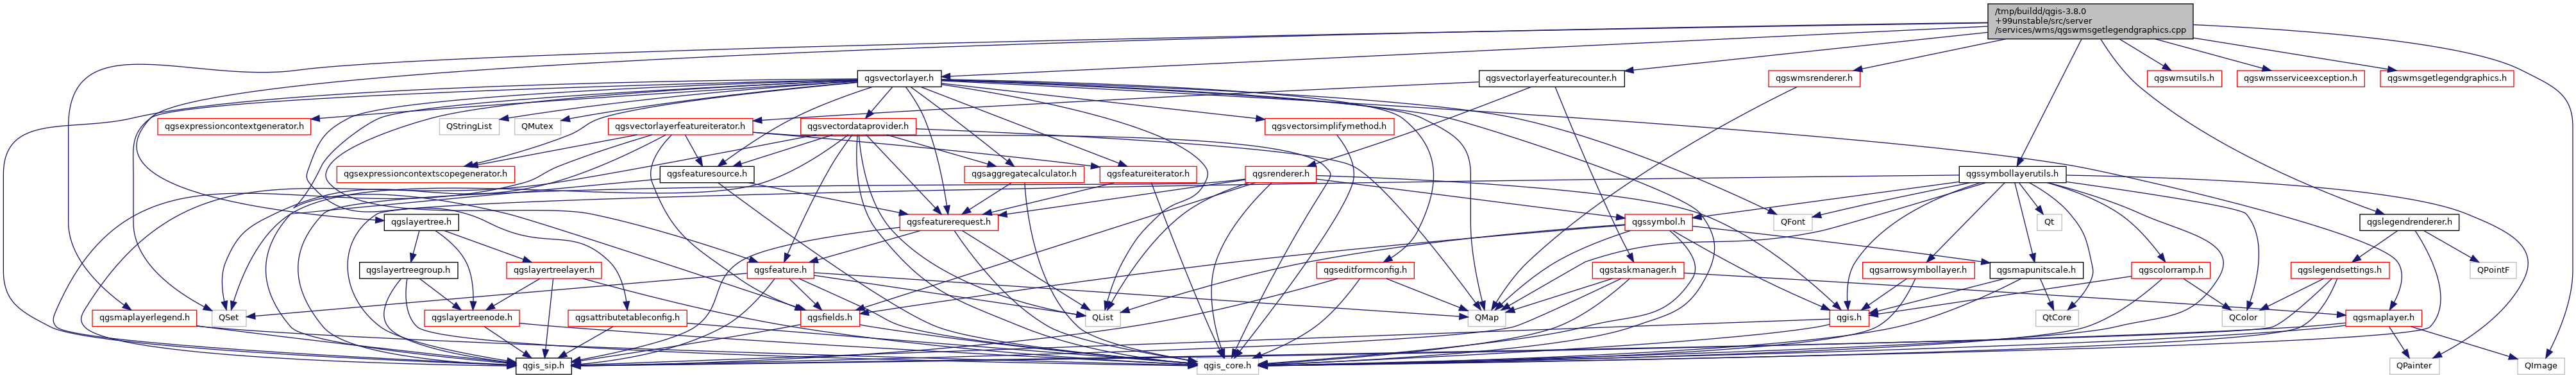 /tmp/buildd/qgis-3.8.0
+99unstable/src/server
/services/wms/qgswmsgetlegendgraphics.cpp
qgsvectorlayer.h
qgsvectorlayerfeaturecounter.h
qgswmsrenderer.h
qgswmsutils.h
qgswmsserviceexception.h
qgswmsgetlegendgraphics.h
qgsexpressioncontextgenerator.h
QStringList
QMutex
qgsvectorlayerfeatureiterator.h
qgsvectordataprovider.h
qgsvectorsimplifymethod.h
qgsexpressioncontextscopegenerator.h
qgsfeaturesource.h
qgsaggregatecalculator.h
qgsfeatureiterator.h
qgsrenderer.h
qgssymbollayerutils.h
qgslayertree.h
qgsfeaturerequest.h
qgssymbol.h
QFont
Qt
qgslegendrenderer.h
qgslayertreegroup.h
qgslayertreelayer.h
qgsfeature.h
qgseditformconfig.h
qgstaskmanager.h
qgsarrowsymbollayer.h
qgsmapunitscale.h
qgscolorramp.h
qgslegendsettings.h
QPointF
qgsmaplayerlegend.h
QSet
qgslayertreenode.h
qgsattributetableconfig.h
qgsfields.h
QList
QMap
qgis.h
QtCore
QColor
qgsmaplayer.h
qgis_sip.h
qgis_core.h
QPainter
QImage